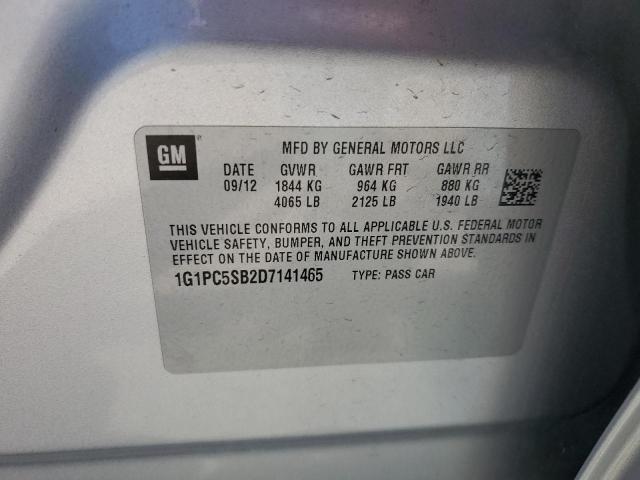 GM
MFD BY GENERAL MOTORS LLC
DATE GVWR GAWR FRT GAWR RR
09/12 1844 KG 964 KG 880 KG
4065 LB 2125 LB 1940 LB
THIS VEHICLE CONFORMS TO ALL APPLICABLE U.S. FEDERAL MOTOR
VEHICLE SAFETY, BUMPER, AND THEFT PREVENTION STANDARDS IN
EFFECT ON THE DATE OF MANUFACTURE SHOWN ABOVE.
1G1PC5SB2D7141465 TYPE: PASS CAR